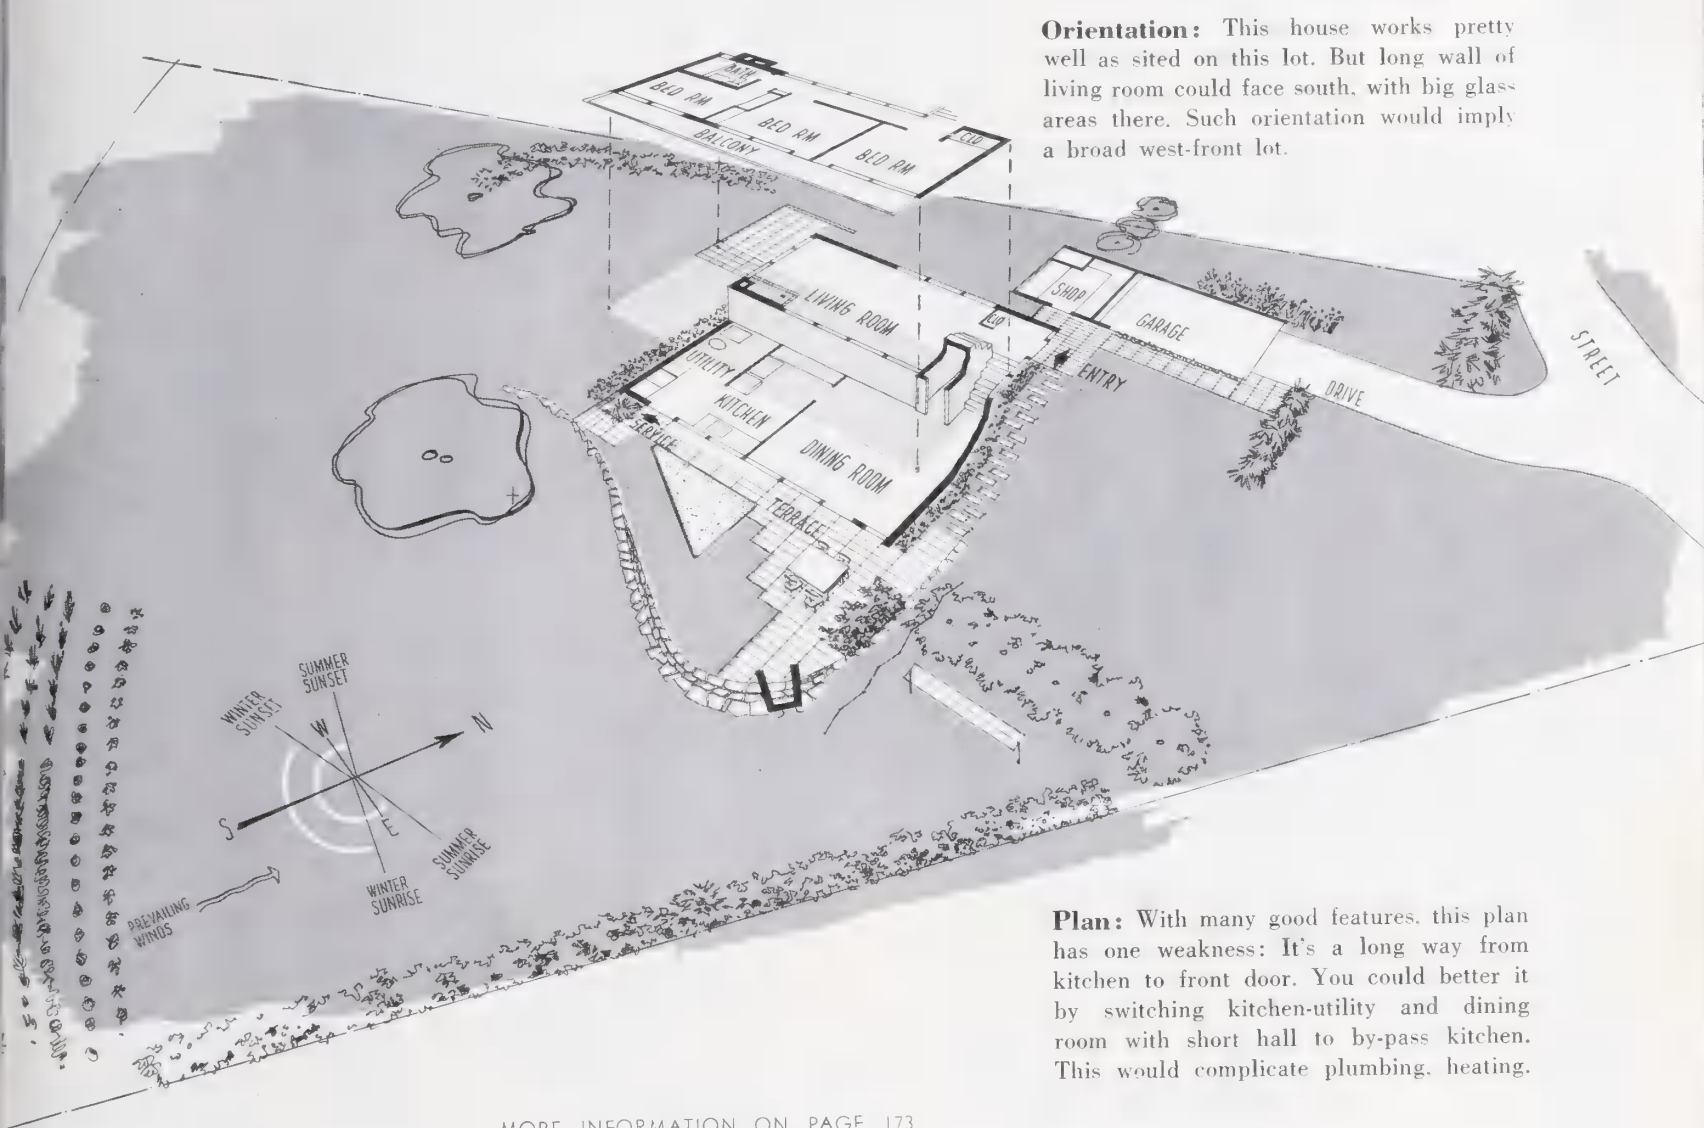 Orientation: This house works pretty
well as sited on this lot. But long wall of
living room could face south, with big glass
areas there. Such orientation would imply
a broad west-front lot.
BATH
BED RM
BED RM
BED RM
CLO
BALCONY
LIVING ROOM
CLO
SHOP
GARAGE
STREET
DRIVE
ENTRY
UTILITY
KITCHEN
SERVICE
DINING ROOM
TERRACE
SUMMER
SUNSET
WINTER
SUNSET
W
N
S
E
SUMMER
SUNRISE
WINTER
SUNRISE
PREVAILING
WINDS
Plan: With many good features, this plan
has one weakness: It's a long way from
kitchen to front door. You could better it
by switching kitchen-utility and dining
room with short hall to by-pass kitchen.
This would complicate plumbing, heating.
MORE INFORMATION ON PAGE 173